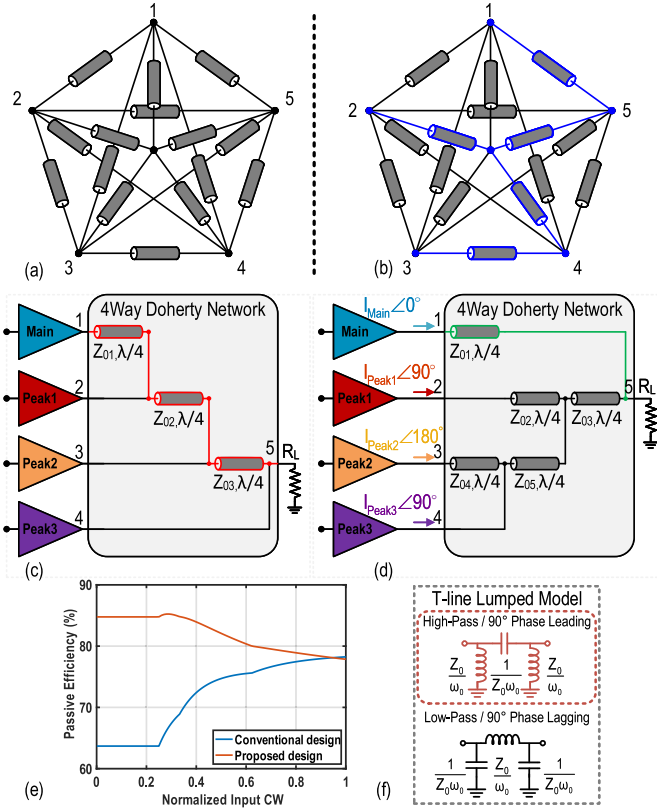 1
2
5
3
4
(a)
1
2
5
3
4
(b)
4Way Doherty Network
Main
1
Z01,λ/4
Peak1
2
Z02,λ/4
Peak2
3
5
RL
Z03,λ/4
Peak3
4
(c)
4Way Doherty Network
IMain∠0°
Main
1
Z01,λ/4
IPeak1∠90°
Peak1
2
5
RL
Z02,λ/4
Z03,λ/4
IPeak2∠180°
Peak2
3
Z04,λ/4
Z05,λ/4
IPeak3∠90°
Peak3
4
(d)
Passive Efficiency (%)
90
80
70
60
0
0.2
0.4
0.6
0.8
1
Normalized Input CW
Conventional design
Proposed design
(e)
T-line Lumped Model
High-Pass / 90° Phase Leading
Z0
ω0
1
Z0ω0
Z0
ω0
Low-Pass / 90° Phase Lagging
1
Z0ω0
Z0
ω0
1
Z0ω0
(f)